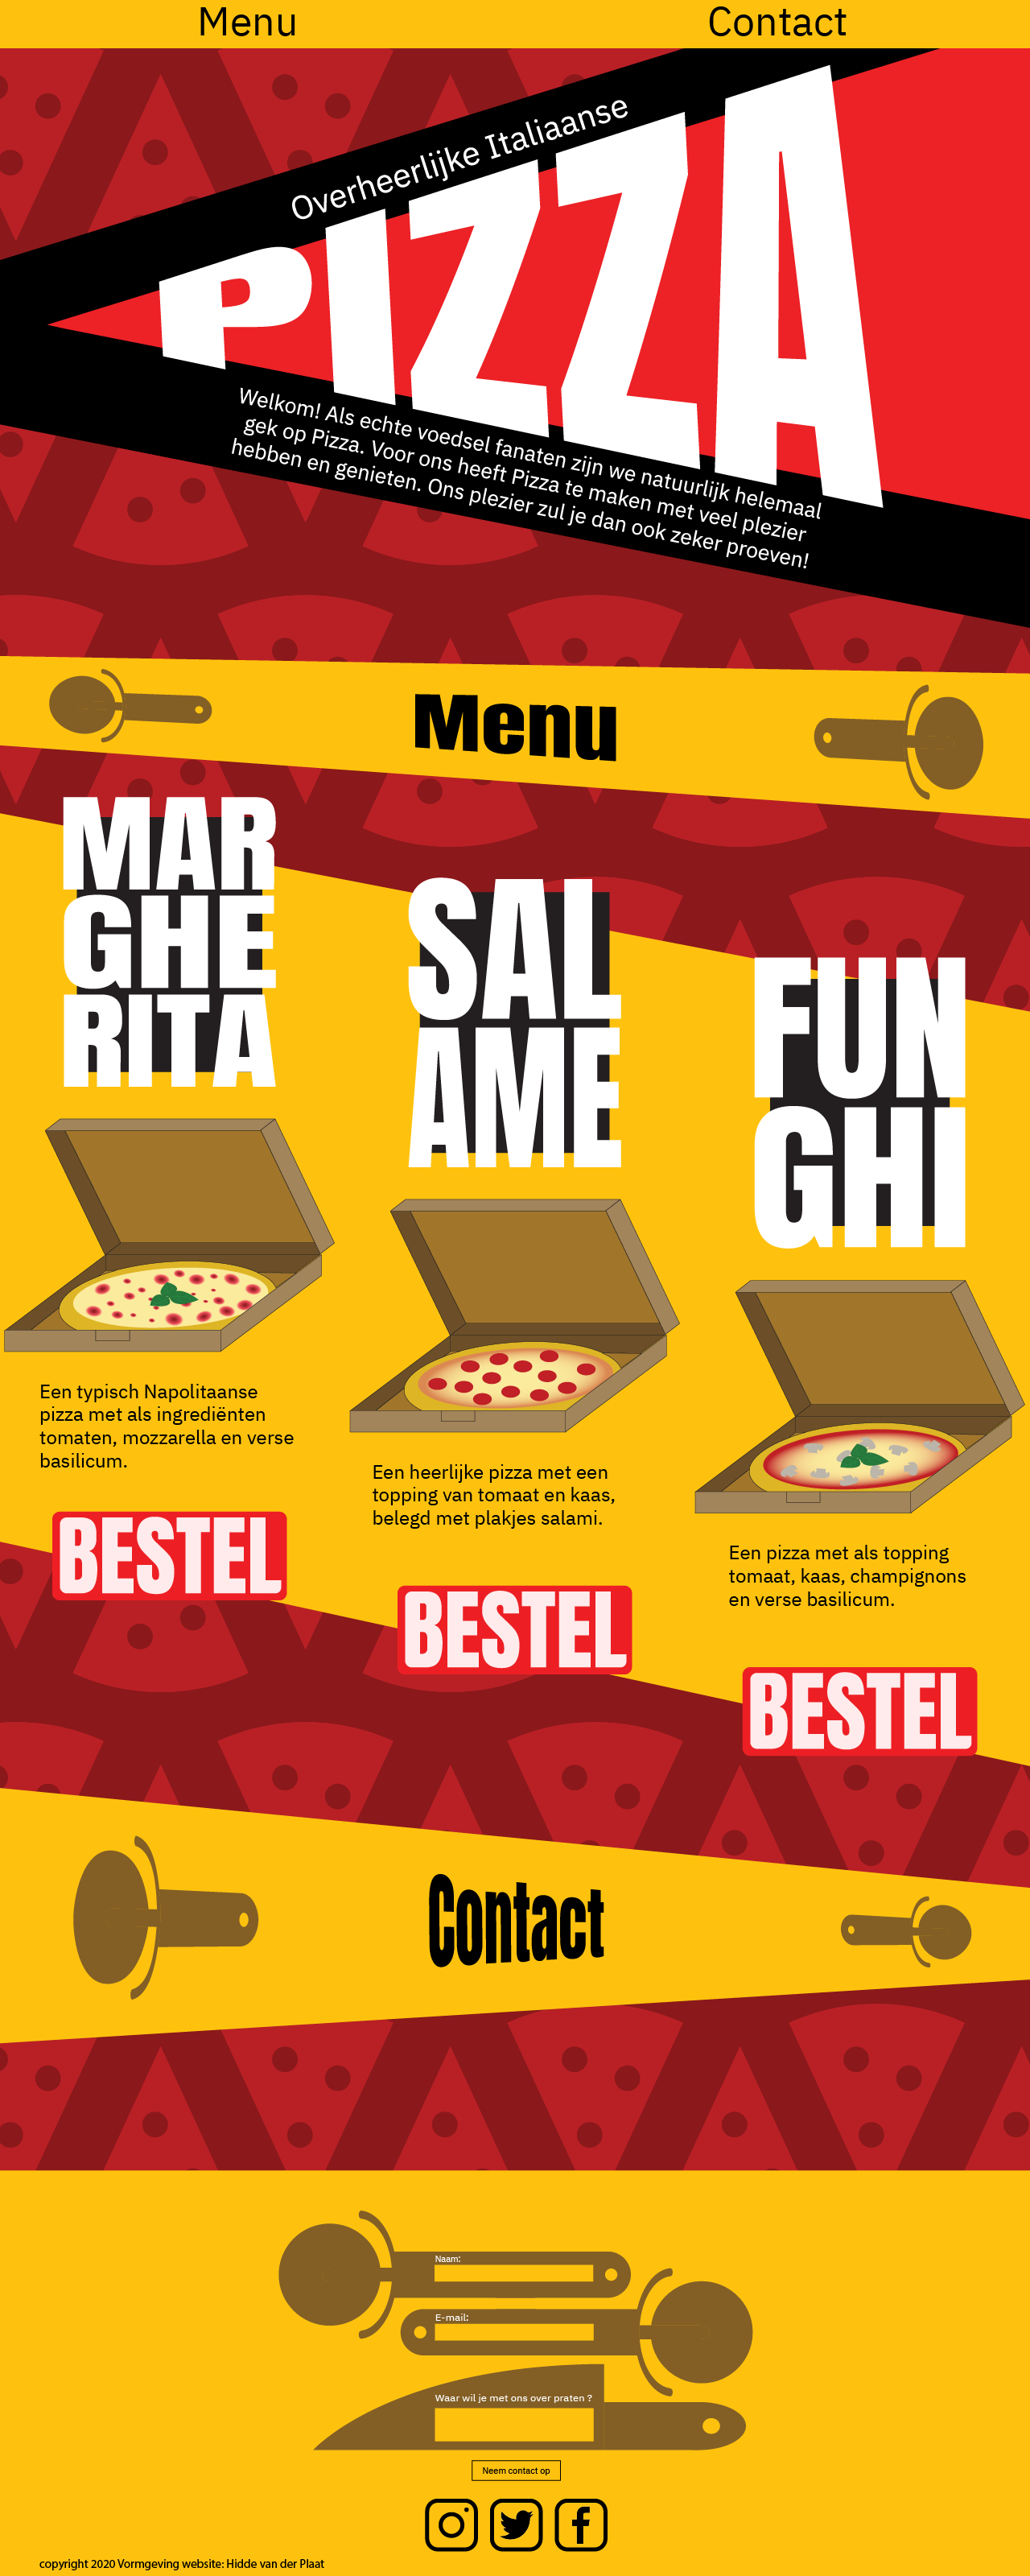 Menu
Contact
Overheerlijke Italiaanse
PIZZA
Welkom! Als echte voedsel fanaten zijn we natuurlijk helemaal
gek op Pizza. Voor ons heeft Pizza te maken met veel plezier
hebben en genieten. Ons plezier zul je dan ook zeker proeven!
Menu
MAR
GHE
RITA
Een typisch Napolitaanse
pizza met als ingrediënten
tomaten, mozzarella en verse
basilicum.
BESTEL
SAL
AME
Een heerlijke pizza met een
topping van tomaat en kaas,
belegd met plakjes salami.
BESTEL
FUN
GHI
Een pizza met als topping
tomaat, kaas, champignons
en verse basilicum.
BESTEL
Contact
Naam:
E-mail:
Waar wil je met ons over praten ?
Neem contact op
copyright 2020 Vormgeving website: Hidde van der Plaat